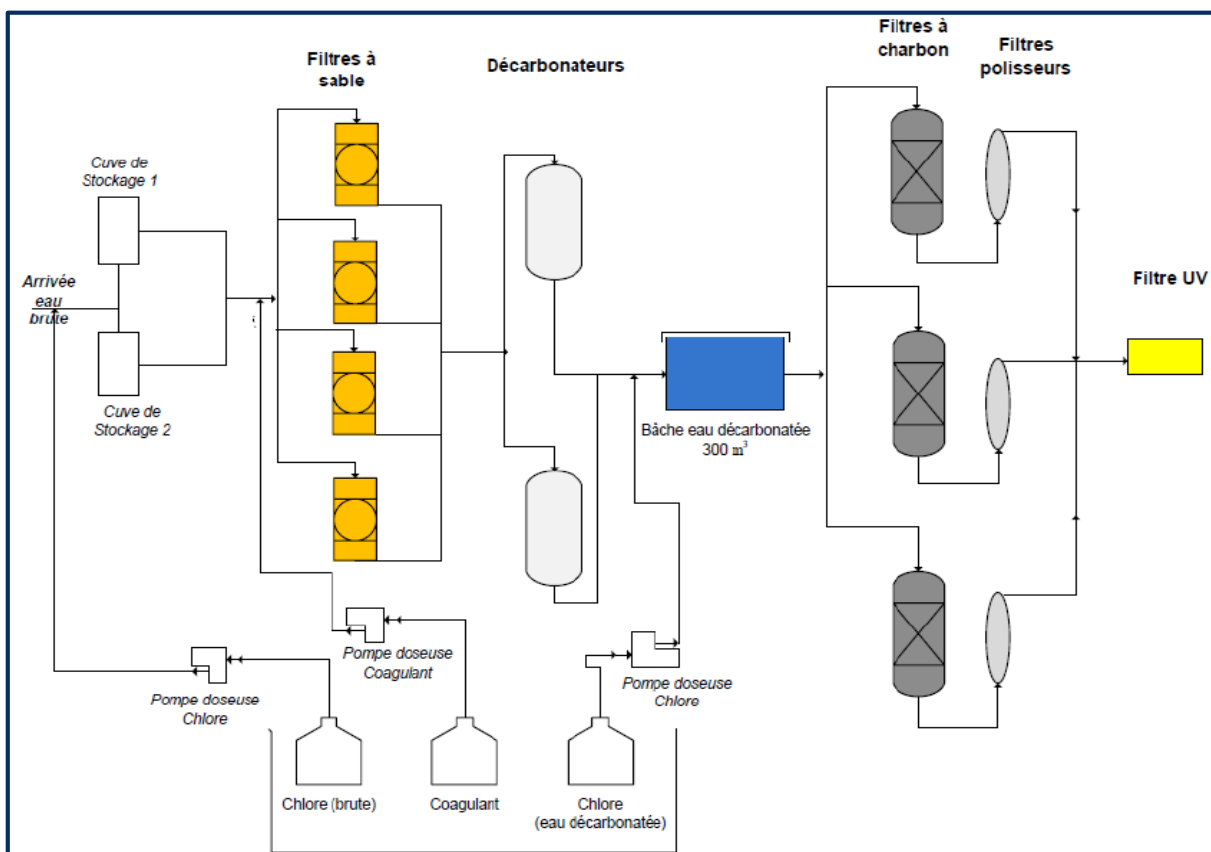 Filtres à
sable
Décarbonateurs
Filtres à
charbon
Filtres
polisseurs
Cuve de
Stockage 1
Arrivée
eau
brute
Cuve de
Stockage 2
Filtre UV
Bâche eau décarbonatée
300 m³
Pompe doseuse
Coagulant
Pompe doseuse
Chlore
Pompe doseuse
Chlore
Chlore (brute)
Coagulant
Chlore
(eau décarbonatée)